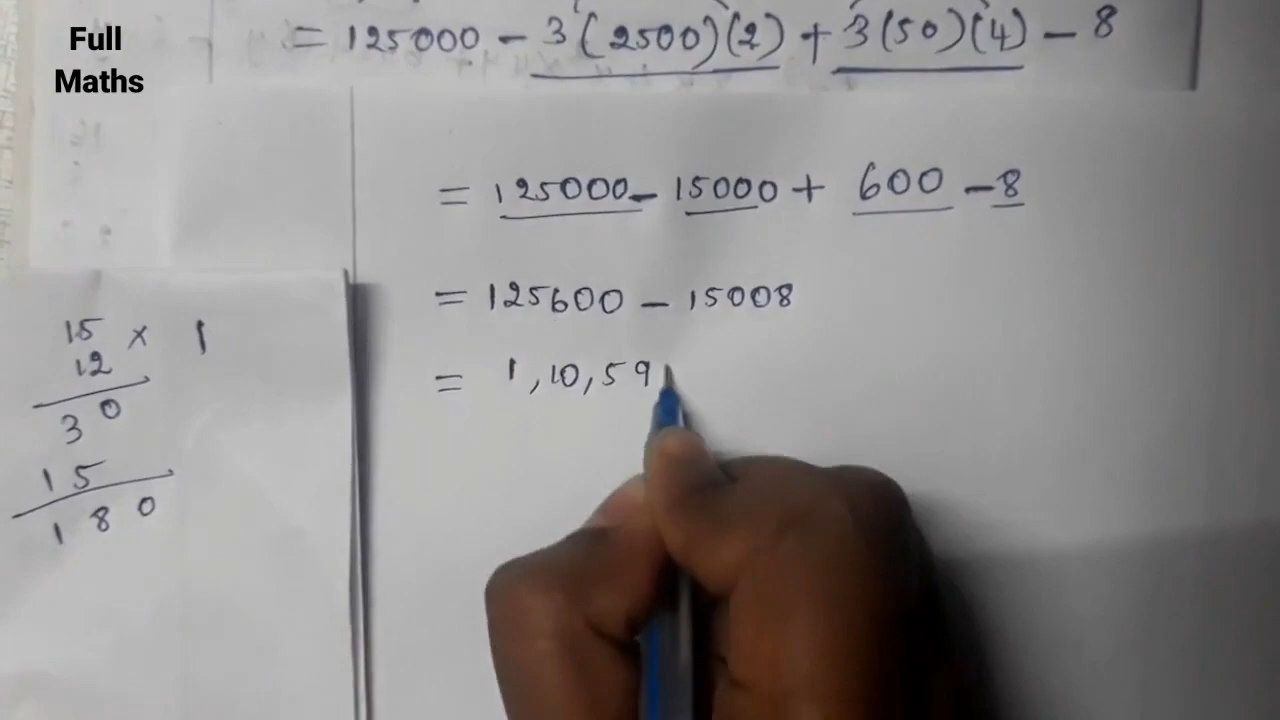 Full
Maths
= 125000 - 3(2500)(2) + 3(50)(4) - 8
= 125000 - 15000 + 600 - 8
= 125600 - 15008
= 1,10,59
15 × 1
12
30
15
180